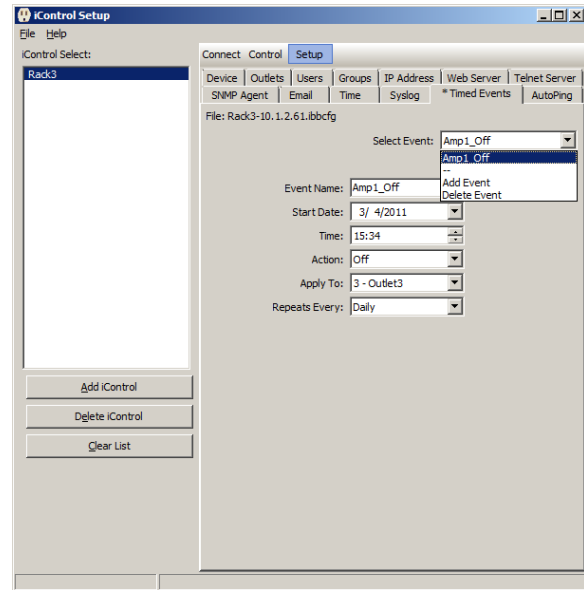 iControl Setup
File Help
iControl Select:
Rack3
Add iControl
Delete iControl
Clear List
Connect Control Setup
Device Outlets Users Groups IP Address Web Server Telnet Server
SNMP Agent Email Time Syslog * Timed Events AutoPing
File: Rack3-10.1.2.61.ibbcfg
Select Event: Amp1_Off
Amp1_Off
--
Add Event
Delete Event
Event Name: Amp1_Off
Start Date: 3/ 4/2011
Time: 15:34
Action: Off
Apply To: 3 - Outlet3
Repeats Every: Daily